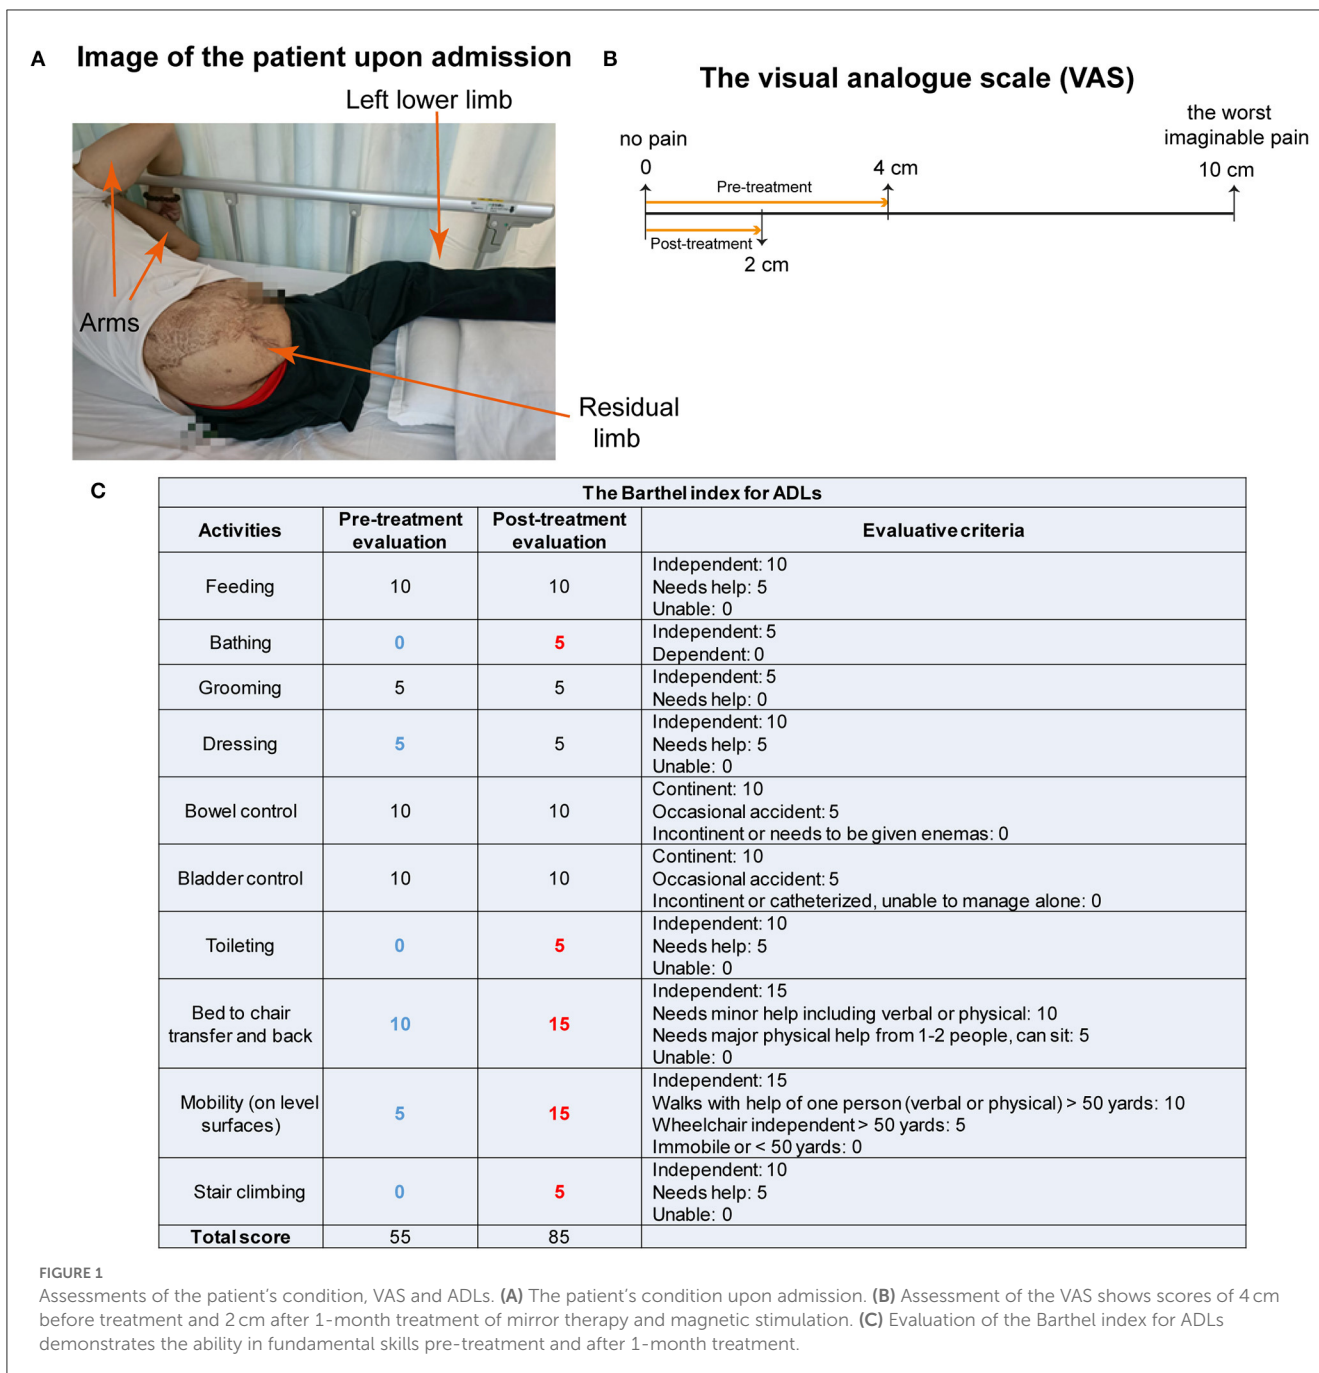 A Image of the patient upon admission
Left lower limb
Arms
Residual
limb
B
The visual analogue scale (VAS)
no pain
0
Pre-treatment
4 cm
the worst
imaginable pain
10 cm
Post-treatment
2 cm
C
The Barthel index for ADLs
Activities
Pre-treatment
evaluation
Post-treatment
evaluation
Evaluative criteria
Feeding
10
10
Independent: 10
Needs help: 5
Unable: 0
Bathing
0
5
Independent: 5
Dependent: 0
Grooming
5
5
Independent: 5
Needs help: 0
Dressing
5
5
Independent: 10
Needs help: 5
Unable: 0
Bowel control
10
10
Continent: 10
Occasional accident: 5
Incontinent or needs to be given enemas: 0
Bladder control
10
10
Continent: 10
Occasional accident: 5
Incontinent or catheterized, unable to manage alone: 0
Toileting
0
5
Independent: 10
Needs help: 5
Unable: 0
Bed to chair
transfer and back
10
15
Independent: 15
Needs minor help including verbal or physical: 10
Needs major physical help from 1-2 people, can sit: 5
Unable: 0
Mobility (on level
surfaces)
5
15
Independent: 15
Walks with help of one person (verbal or physical) > 50 yards: 10
Wheelchair independent > 50 yards: 5
Immobile or < 50 yards: 0
Stair climbing
0
5
Independent: 10
Needs help: 5
Unable: 0
Total score
55
85
FIGURE 1
Assessments of the patient's condition, VAS and ADLs. (A) The patient's condition upon admission. (B) Assessment of the VAS shows scores of 4 cm
before treatment and 2 cm after 1-month treatment of mirror therapy and magnetic stimulation. (C) Evaluation of the Barthel index for ADLs
demonstrates the ability in fundamental skills pre-treatment and after 1-month treatment.